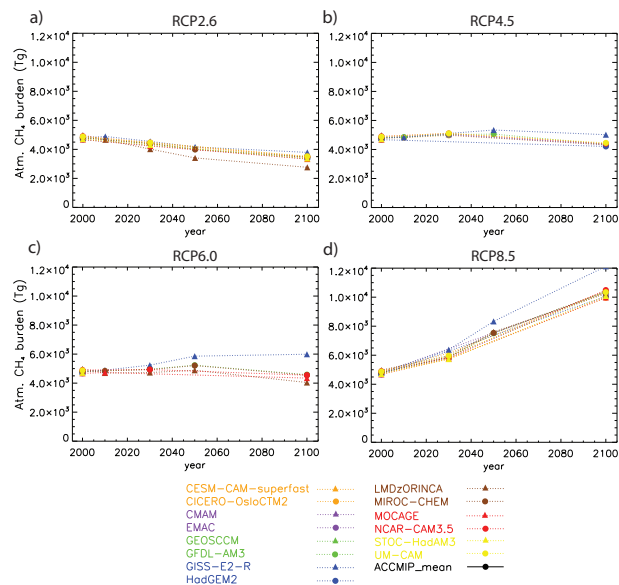 a) RCP2.6
b) RCP4.5
1.2×10⁴
1.0×10⁴
8.0×10³
6.0×10³
4.0×10³
2.0×10³
0
Atm. CH₄ burden (Tg)
2000 2020 2040 2060 2080 2100
year
1.2×10⁴
1.0×10⁴
8.0×10³
6.0×10³
4.0×10³
2.0×10³
0
2000 2020 2040 2060 2080 2100
year
c) RCP6.0
d) RCP8.5
1.2×10⁴
1.0×10⁴
8.0×10³
6.0×10³
4.0×10³
2.0×10³
0
Atm. CH₄ burden (Tg)
2000 2020 2040 2060 2080 2100
year
1.2×10⁴
1.0×10⁴
8.0×10³
6.0×10³
4.0×10³
2.0×10³
0
2000 2020 2040 2060 2080 2100
year
CESM-CAM-superfast
CICERO-OsloCTM2
CMAM
EMAC
GEOSCCM
GFDL-AM3
GISS-E2-R
HadGEM2
LMDzORINCA
MIROC-CHEM
MOCAGE
NCAR-CAM3.5
STOC-HadAM3
UM-CAM
ACCMIP_mean